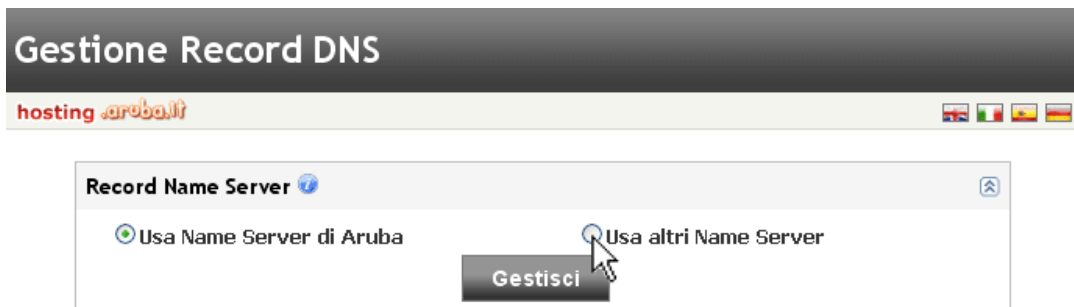 Gestione Record DNS
hosting .aruba.it
Record Name Server
Usa Name Server di Aruba
Usa altri Name Server
Gestisci